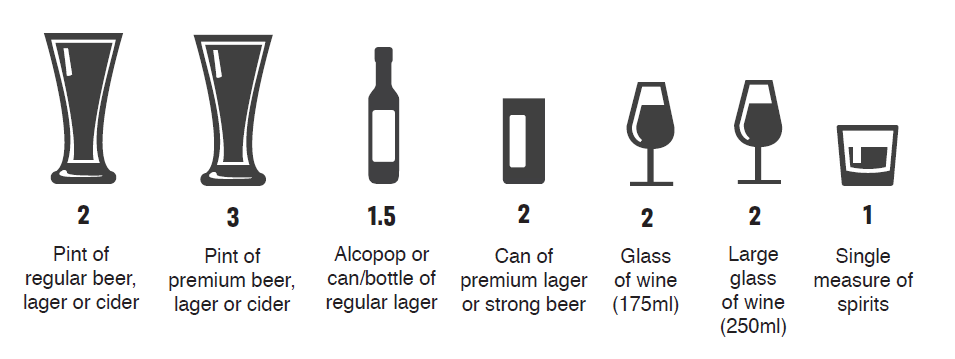 2
Pint of
regular beer,
lager or cider
3
Pint of
premium beer,
lager or cider
1.5
Alcopop or
can/bottle of
regular lager
2
Can of
premium lager
or strong beer
2
Glass
of wine
(175ml)
2
Large
glass
of wine
(250ml)
1
Single
measure of
spirits